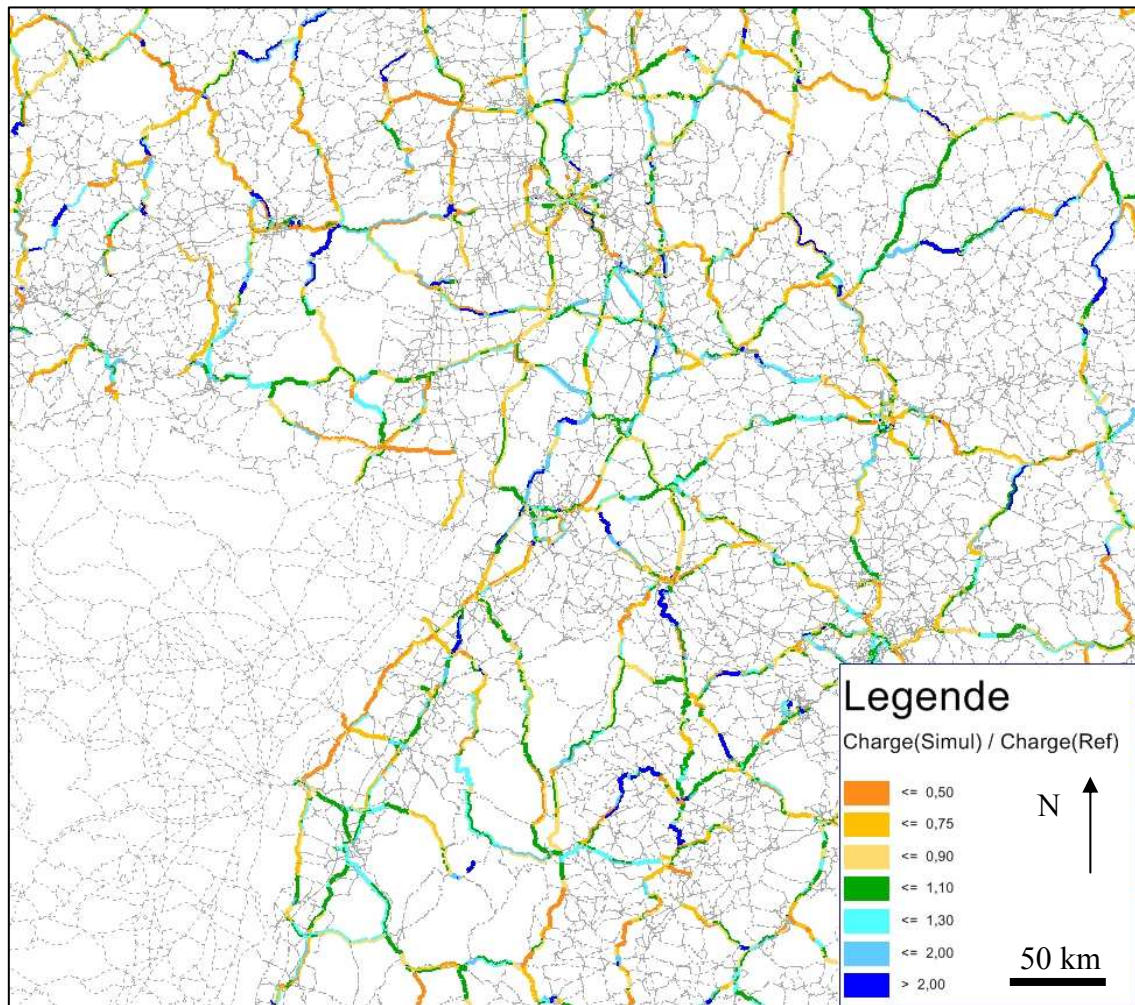 Legende
Charge(Simul) / Charge(Ref)
<= 0,50
<= 0,75
<= 0,90
<= 1,10
<= 1,30
<= 2,00
> 2,00
N
50 km